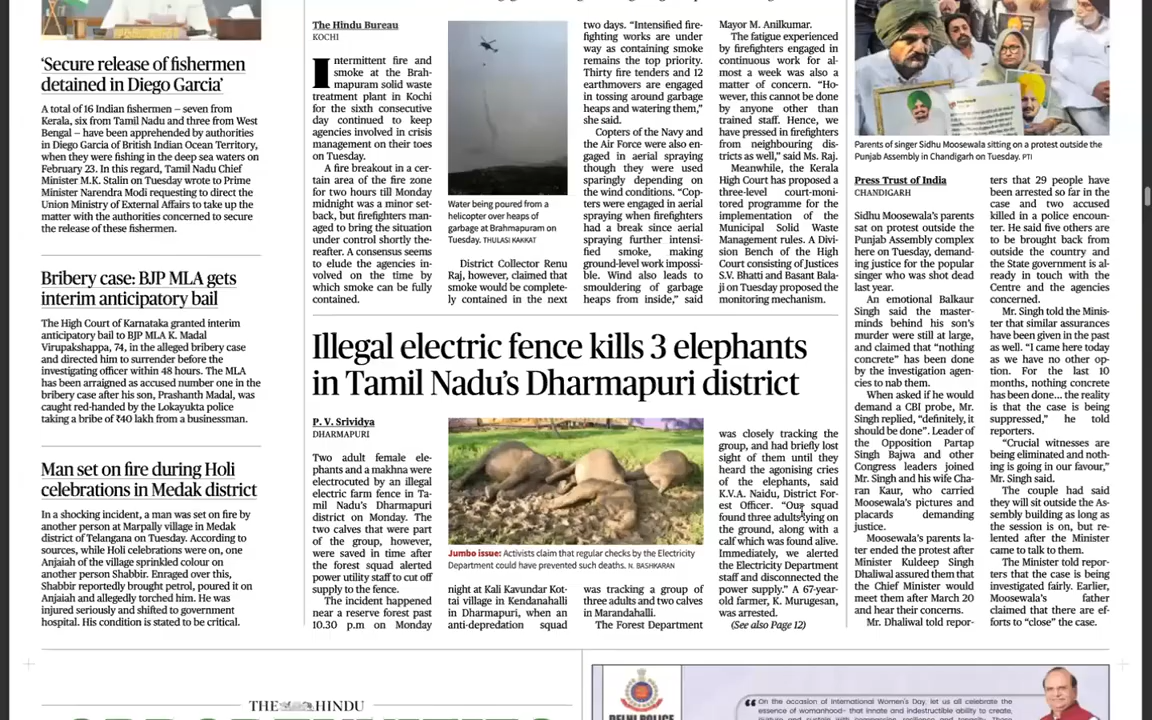 'Secure release of fishermen
detained in Diego Garcia'
A total of 16 Indian fishermen — seven from
Kerala, six from Tamil Nadu and three from West
Bengal — have been apprehended by authorities
in Diego Garcia of British Indian Ocean Territory,
when they were fishing in the deep sea waters on
February 23. In this regard, Tamil Nadu Chief
Minister M.K. Stalin on Tuesday wrote to Prime
Minister Narendra Modi requesting to direct the
Union Ministry of External Affairs to take up the
matter with the authorities concerned to secure
the release of these fishermen.
Bribery case: BJP MLA gets
interim anticipatory bail
The High Court of Karnataka granted interim
anticipatory bail to BJP MLA K. Madal
Virupakshappa, 74, in the alleged bribery case
and directed him to surrender before the
investigating officer within 48 hours. The MLA
has been arraigned as accused number one in the
bribery case after his son, Prashanth Madal, was
caught red-handed by the Lokayukta police
taking a bribe of ₹40 lakh from a businessman.
Man set on fire during Holi
celebrations in Medak district
In a shocking incident, a man was set on fire by
another person at Marpally village in Medak
district of Telangana on Tuesday. According to
sources, while Holi celebrations were on, one
Anjaiah of the village sprinkled colour on
another person Shabbir. Enraged over this,
Shabbir reportedly brought petrol, poured it on
Anjaiah and allegedly torched him. He was
injured seriously and shifted to government
hospital. His condition is stated to be critical.
The Hindu Bureau
KOCHI
Intermittent fire and
smoke at the Brah-
mapuram solid waste
treatment plant in Kochi
for the sixth consecutive
day continued to keep
agencies involved in crisis
management on their toes
on Tuesday.
A fire breakout in a cer-
tain area of the fire zone
for two hours till Monday
midnight was a minor set-
back, but firefighters man-
aged to bring the situation
under control shortly the-
reafter. A consensus seems
to elude the agencies in-
volved on the time by
which smoke can be fully
contained.
Water being poured from a
helicopter over heaps of
garbage at Brahmapuram on
Tuesday. THULASI KAKKAT
District Collector Renu
Raj, however, claimed that
smoke would be complete-
ly contained in the next
two days. "Intensified fire-
fighting works are under
way as containing smoke
remains the top priority.
Thirty fire tenders and 12
earthmovers are engaged
in tossing around garbage
heaps and watering them,"
she said.
Copters of the Navy and
the Air Force were also en-
gaged in aerial spraying
though they were used
sparingly depending on
the wind conditions. "Cop-
ters were engaged in aerial
spraying when firefighters
had a break since aerial
spraying further intensi-
fied smoke, making
ground-level work impossi-
ble. Wind also leads to
smouldering of garbage
heaps from inside," said
Mayor M. Anilkumar.
The fatigue experienced
by firefighters engaged in
continuous work for al-
most a week was also a
matter of concern. "Ho-
wever, this cannot be done
by anyone other than
trained staff. Hence, we
have pressed in firefighters
from neighbouring dis-
tricts as well," said Ms. Raj.
Meanwhile, the Kerala
High Court has proposed a
three-level court-moni-
tored programme for the
implementation of the
Municipal Solid Waste
Management rules. A Divi-
sion Bench of the High
Court consisting of Justices
S.V. Bhatti and Basant Bala-
ji on Tuesday proposed the
monitoring mechanism.
Illegal electric fence kills 3 elephants
in Tamil Nadu's Dharmapuri district
P. V. Srividya
DHARMAPURI
Two adult female ele-
phants and a makhna were
electrocuted by an illegal
electric farm fence in Ta-
mil Nadu's Dharmapuri
district on Monday. The
two calves that were part
of the group, however,
were saved in time after
the forest squad alerted
power utility staff to cut off
supply to the fence.
The incident happened
near a reserve forest past
10.30 p.m on Monday
Jumbo issue: Activists claim that regular checks by the Electricity
Department could have prevented such deaths. N. BASHKARAN
night at Kali Kavundar Kot-
tai village in Kendanahalli
in Dharmapuri, when an
anti-depredation squad
was tracking a group of
three adults and two calves
in Marandahalli.
The Forest Department
was closely tracking the
group, and had briefly lost
sight of them until they
heard the agonising cries
of the elephants, said
K.V.A. Naidu, District For-
est Officer. "Our squad
found three adults lying on
the ground, along with a
calf which was found alive.
Immediately, we alerted
the Electricity Department
staff and disconnected the
power supply." A 67-year-
old farmer, K. Murugesan,
was arrested.
(See also Page 12)
Parents of singer Sidhu Moosewala sitting on a protest outside the
Punjab Assembly in Chandigarh on Tuesday. PTI
Press Trust of India
CHANDIGARH
Sidhu Moosewala's parents
sat on protest outside the
Punjab Assembly complex
here on Tuesday, demand-
ing justice for the popular
singer who was shot dead
last year.
An emotional Balkaur
Singh said the master-
minds behind his son's
murder were still at large,
and claimed that "nothing
concrete" has been done
by the investigation agen-
cies to nab them.
When asked if he would
demand a CBI probe, Mr.
Singh replied, "definitely, it
should be done". Leader of
the Opposition Partap
Singh Bajwa and other
Congress leaders joined
Mr. Singh and his wife Cha-
ran Kaur, who carried
Moosewala's pictures and
placards demanding
justice.
Moosewala's parents la-
ter ended the protest after
Minister Kuldeep Singh
Dhaliwal assured them that
the Chief Minister would
meet them after March 20
and hear their concerns.
Mr. Dhaliwal told repor-
ters that 29 people have
been arrested so far in the
case and two accused
killed in a police encoun-
ter. He said five others are
to be brought back from
outside the country and
the State government is al-
ready in touch with the
Centre and the agencies
concerned.
Mr. Singh told the Minis-
ter that similar assurances
have been given in the past
as well. "I came here today
as we have no other op-
tion. For the last 10
months, nothing concrete
has been done... the reality
is that the case is being
suppressed," he told
reporters.
"Crucial witnesses are
being eliminated and noth-
ing is going in our favour,"
Mr. Singh said.
The couple had said
they will sit outside the As-
sembly building as long as
the session is on, but re-
lented after the Minister
came to talk to them.
The Minister told repor-
ters that the case is being
investigated fairly. Earlier,
Moosewala's father
claimed that there are ef-
forts to "close" the case.
THE HINDU
DELHI POLICE
"On the occasion of International Women's Day, let us all celebrate the
essence of womanhood- that innate and indestructible ability to create,